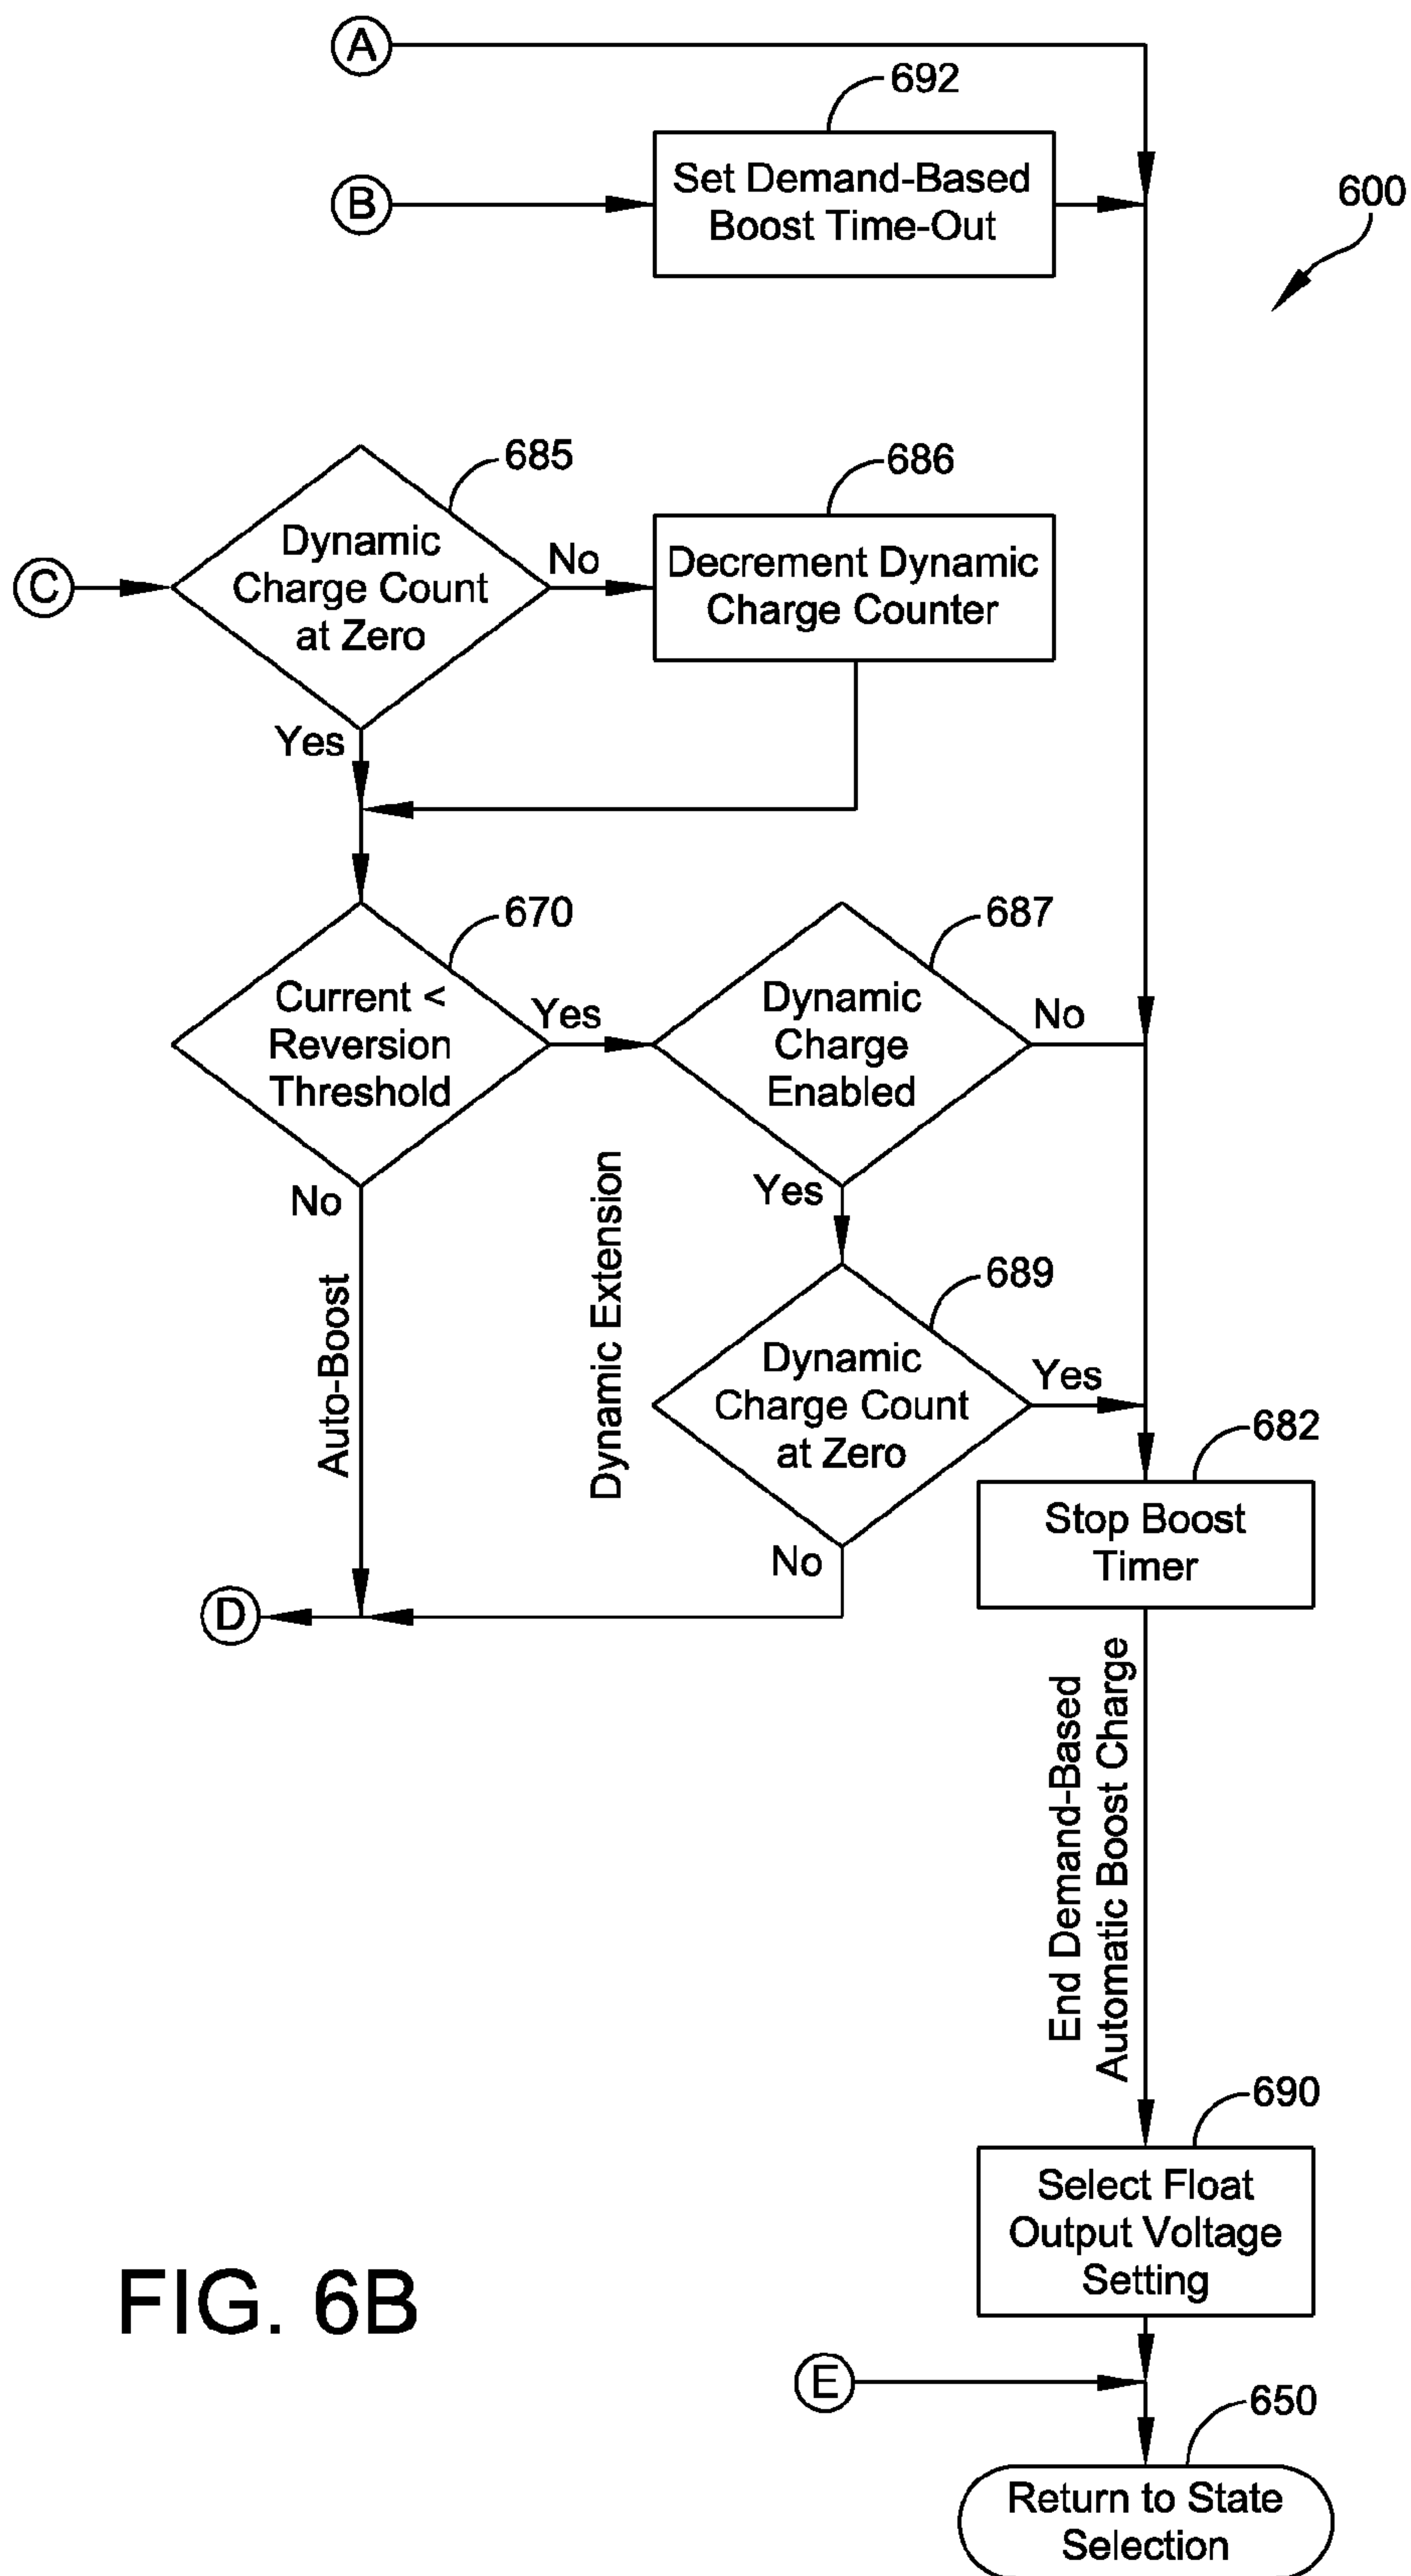 A
692
Set Demand-Based
Boost Time-Out
B
600
685
Dynamic
Charge Count
at Zero
No
686
Decrement Dynamic
Charge Counter
C
Yes
670
Current <
Reversion
Threshold
Yes
687
Dynamic
Charge
Enabled
No
No
Auto-Boost
Dynamic Extension
Yes
689
Dynamic
Charge Count
at Zero
Yes
682
Stop Boost
Timer
No
D
End Demand-Based
Automatic Boost Charge
690
Select Float
Output Voltage
Setting
FIG. 6B
E
650
Return to State
Selection